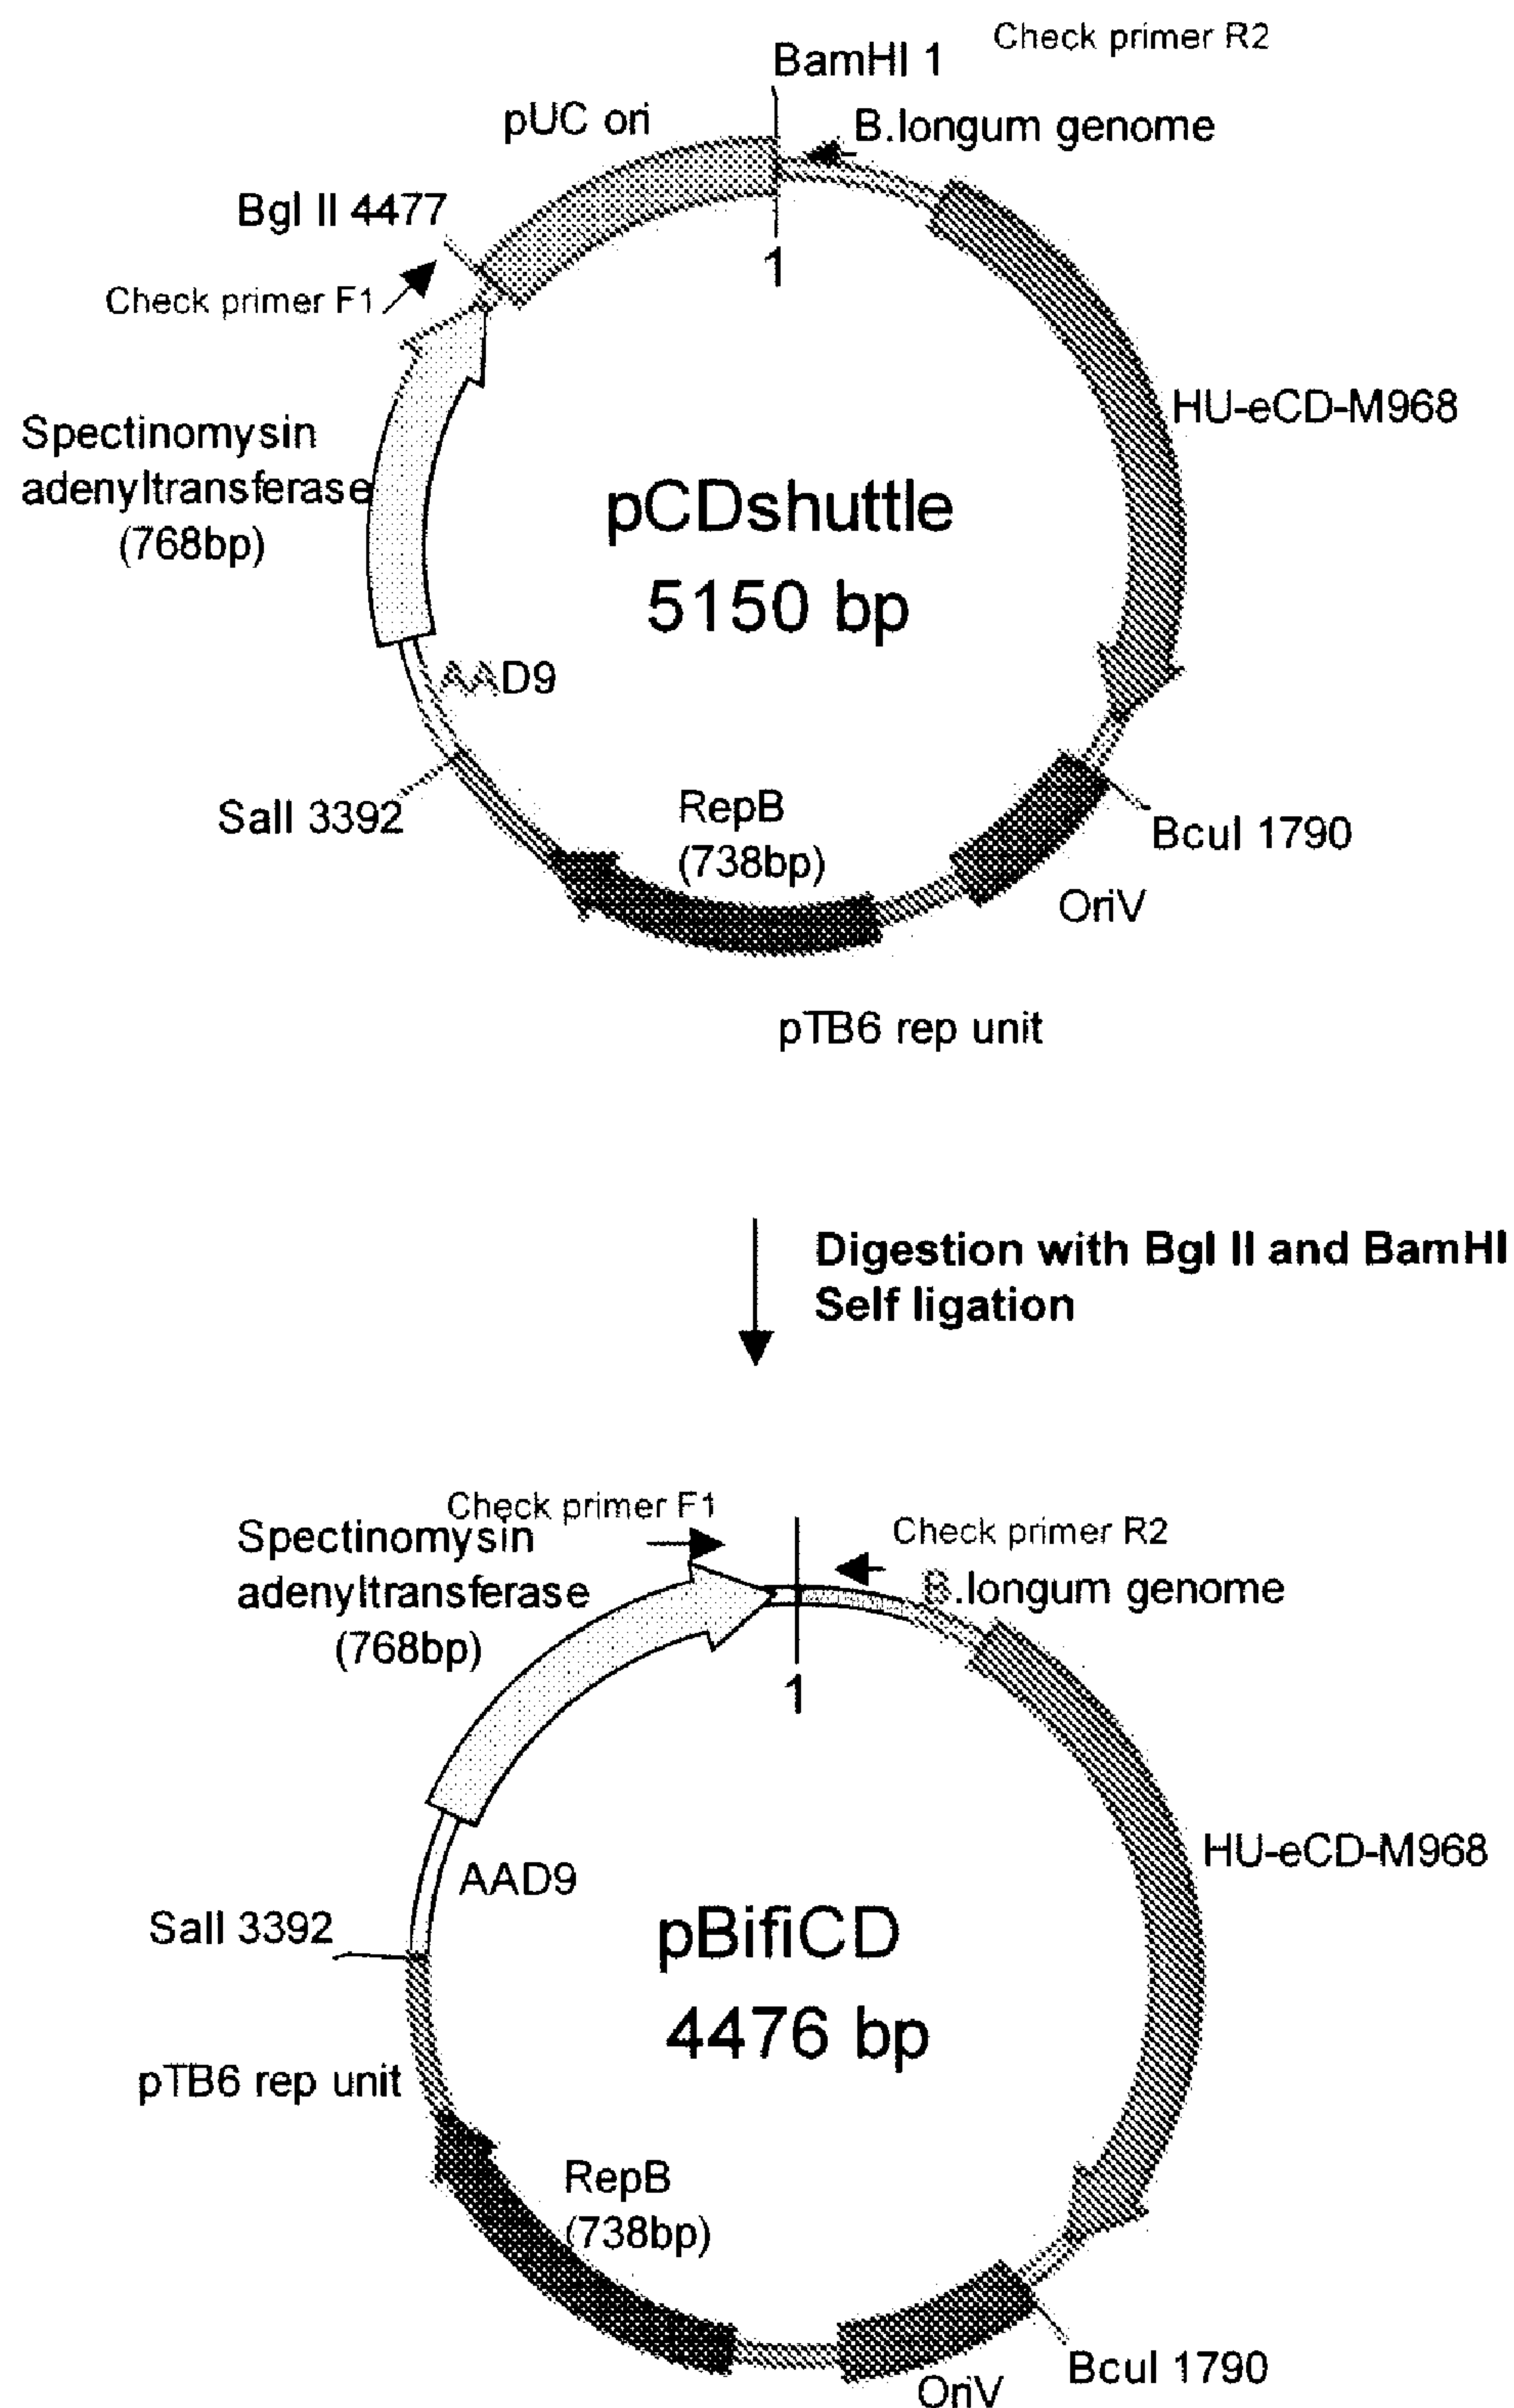 Check primer R2
BamHI 1
pUC ori
B.longum genome
Bgl II 4477
Check primer F1
HU-eCD-M968
Spectinomysin
adenyltransferase
(768bp)
pCDshuttle
5150 bp
1
AAD9
SalI 3392
RepB
(738bp)
BcuI 1790
OriV
pTB6 rep unit
Digestion with Bgl II and BamHI
Self ligation
Check primer F1
Spectinomysin
adenyltransferase
(768bp)
Check primer R2
B.longum genome
1
HU-eCD-M968
AAD9
SalI 3392
pBifiCD
4476 bp
pTB6 rep unit
RepB
(738bp)
BcuI 1790
OriV